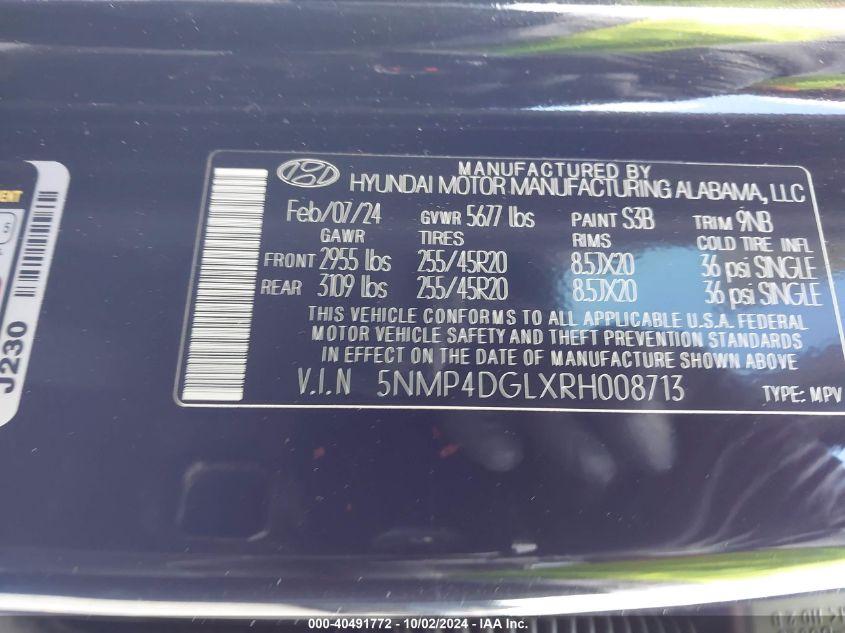 MANUFACTURED BY
HYUNDAI MOTOR MANUFACTURING ALABAMA, LLC
Feb/07/24 GVWR 5677 lbs PAINT S3B TRIM 9NB
GAWR TIRES RIMS COLD TIRE INFL
FRONT 2955 lbs 255/45R20 8.5JX20 36 psi SINGLE
REAR 3109 lbs 255/45R20 8.5JX20 36 psi SINGLE
THIS VEHICLE CONFORMS TO ALL APPLICABLE U.S.A. FEDERAL
MOTOR VEHICLE SAFETY AND THEFT PREVENTION STANDARDS
IN EFFECT ON THE DATE OF MANUFACTURE SHOWN ABOVE
V.I.N 5NMP4DGLXRH008713 TYPE: MPV
5
J230
000-40491772 - 10/02/2024 - IAA Inc.